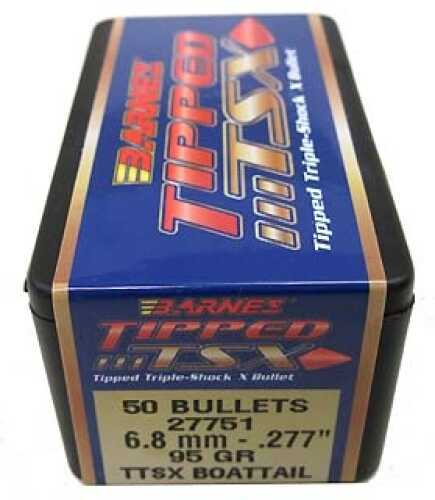 BARNES
TIPPED
TSX
Tipped Triple-Shock X Bullet
BARNES
TIPPED
TSX
Tipped Triple-Shock X Bullet
50 BULLETS
27751
6.8 mm - .277"
95 GR
TTSX BOATTAIL